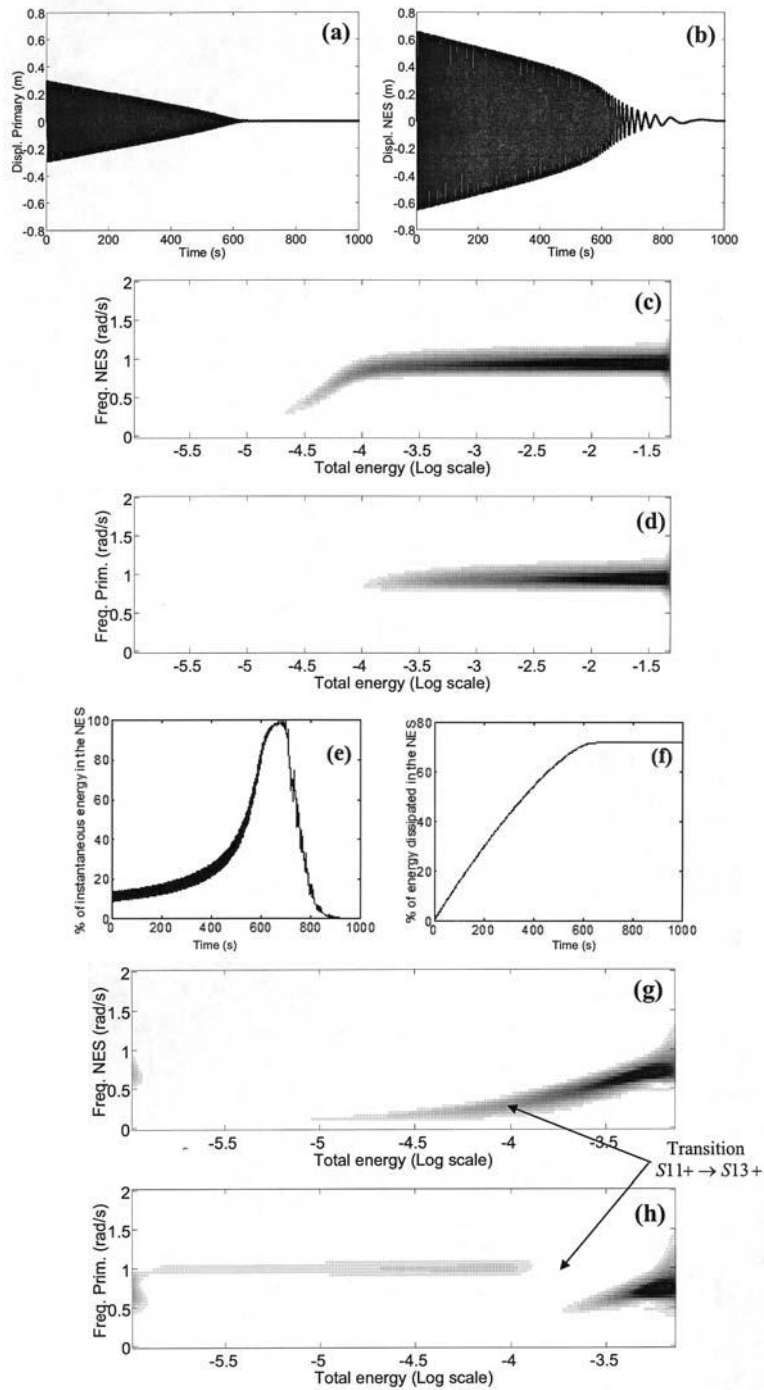 (a)
Displ. Primary (m)
0.8
0.6
0.4
0.2
0
-0.2
-0.4
-0.6
-0.8
0 200 400 600 800 1000
Time (s)
(b)
Displ. NES (m)
0.8
0.6
0.4
0.2
0
-0.2
-0.4
-0.6
-0.8
0 200 400 600 800 1000
Time (s)
(c)
Freq. NES (rad/s)
2
1.5
1
0.5
0
-5.5 -5 -4.5 -4 -3.5 -3 -2.5 -2 -1.5
Total energy (Log scale)
(d)
Freq. Prim. (rad/s)
2
1.5
1
0.5
0
-5.5 -5 -4.5 -4 -3.5 -3 -2.5 -2 -1.5
Total energy (Log scale)
(e)
% of instantaneous energy in the NES
100
80
60
40
20
0
0 200 400 600 800 1000
Time (s)
(f)
% of energy dissipated in the NES
80
60
40
20
0
0 200 400 600 800 1000
Time (s)
(g)
Freq. NES (rad/s)
2
1.5
1
0.5
0
-5.5 -5 -4.5 -4 -3.5
Total energy (Log scale)
Transition
S11+ → S13+
(h)
Freq. Prim. (rad/s)
2
1.5
1
0.5
0
-5.5 -5 -4.5 -4 -3.5
Total energy (Log scale)